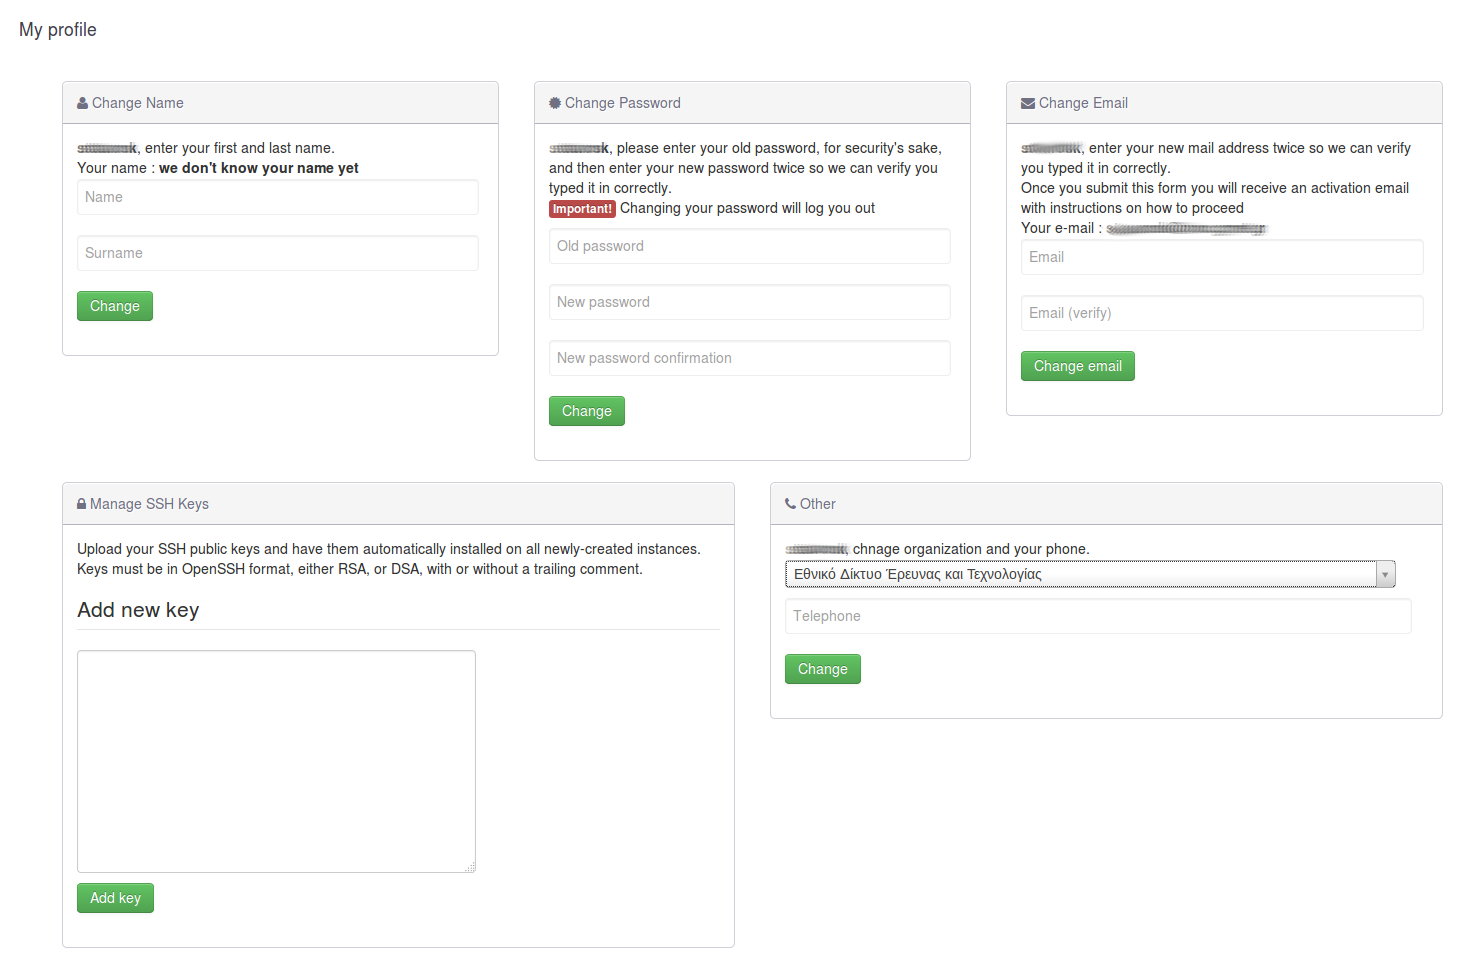 My profile
Change Name
, enter your first and last name.
Your name : we don't know your name yet
Name
Surname
Change
Change Password
, please enter your old password, for security's sake,
and then enter your new password twice so we can verify you
typed it in correctly.
Important! Changing your password will log you out
Old password
New password
New password confirmation
Change
Change Email
, enter your new mail address twice so we can verify
you typed it in correctly.
Once you submit this form you will receive an activation email
with instructions on how to proceed
Your e-mail :
Email
Email (verify)
Change email
Manage SSH Keys
Upload your SSH public keys and have them automatically installed on all newly-created instances.
Keys must be in OpenSSH format, either RSA, or DSA, with or without a trailing comment.
Add new key
Add key
Other
, chnage organization and your phone.
Εθνικό Δίκτυο Έρευνας και Τεχνολογίας
Telephone
Change